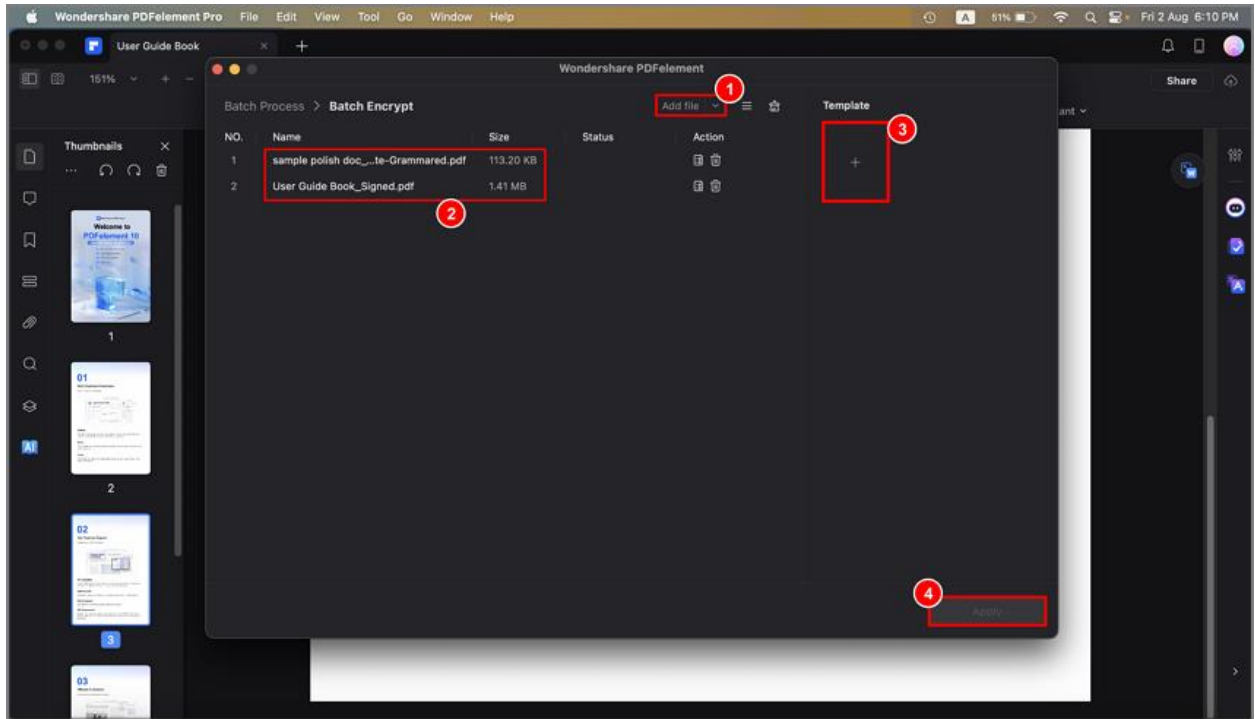 Wondershare PDFelement Pro File Edit View Tool Go Window Help A 51% Fri 2 Aug 6:10 PM
User Guide Book × +
151% + − Share
Wondershare PDFelement
Batch Process > Batch Encrypt Add file Template
1
3
NO. Name Size Status Action
1 sample polish doc_...te-Grammared.pdf 113.20 KB
2 User Guide Book_Signed.pdf 1.41 MB
2
+
4
Apply
ant
Thumbnails ×
...
Welcome to
PDFelement 10
1
01
2
02
3
03
AI
W
A